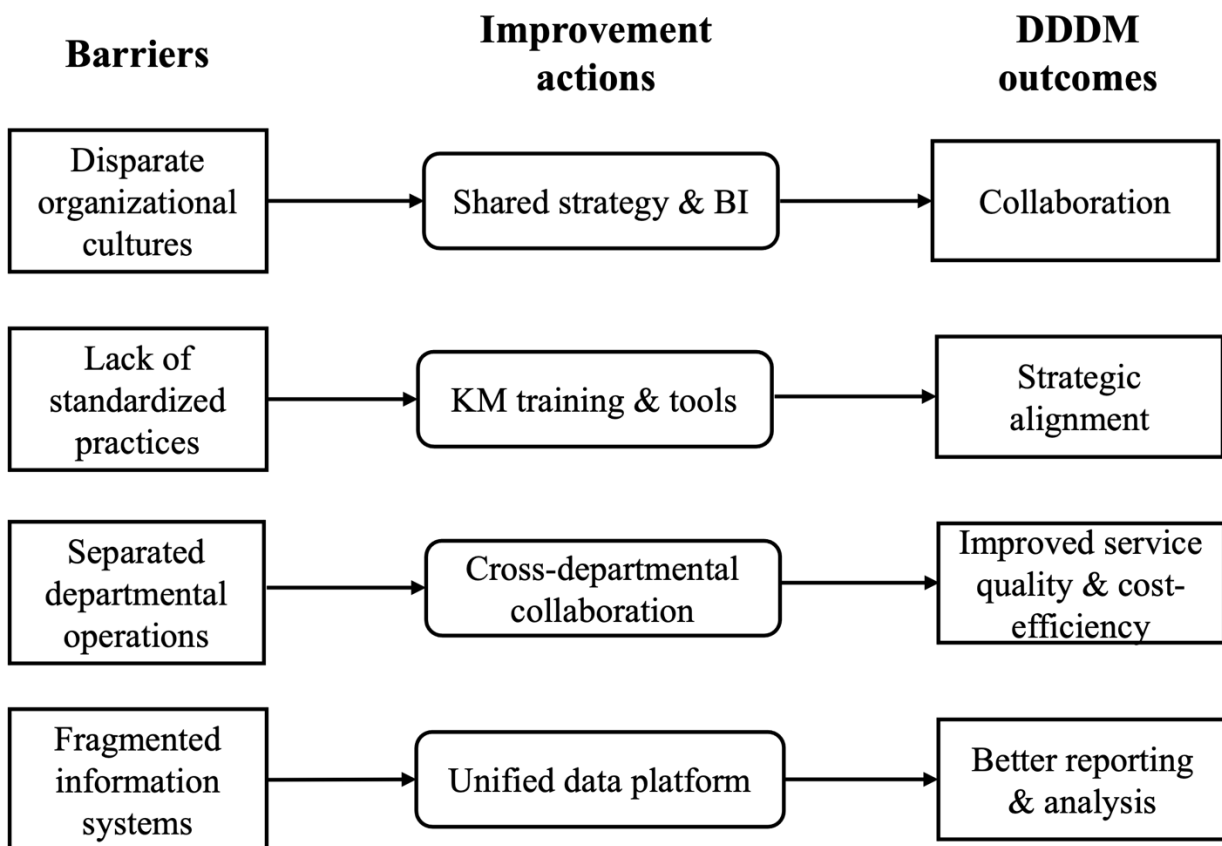 Barriers
Improvement
actions
DDDM
outcomes
Disparate
organizational
cultures
Shared strategy & BI
Collaboration
Lack of
standardized
practices
KM training & tools
Strategic
alignment
Separated
departmental
operations
Cross-departmental
collaboration
Improved service
quality & cost-
efficiency
Fragmented
information
systems
Unified data platform
Better reporting
& analysis